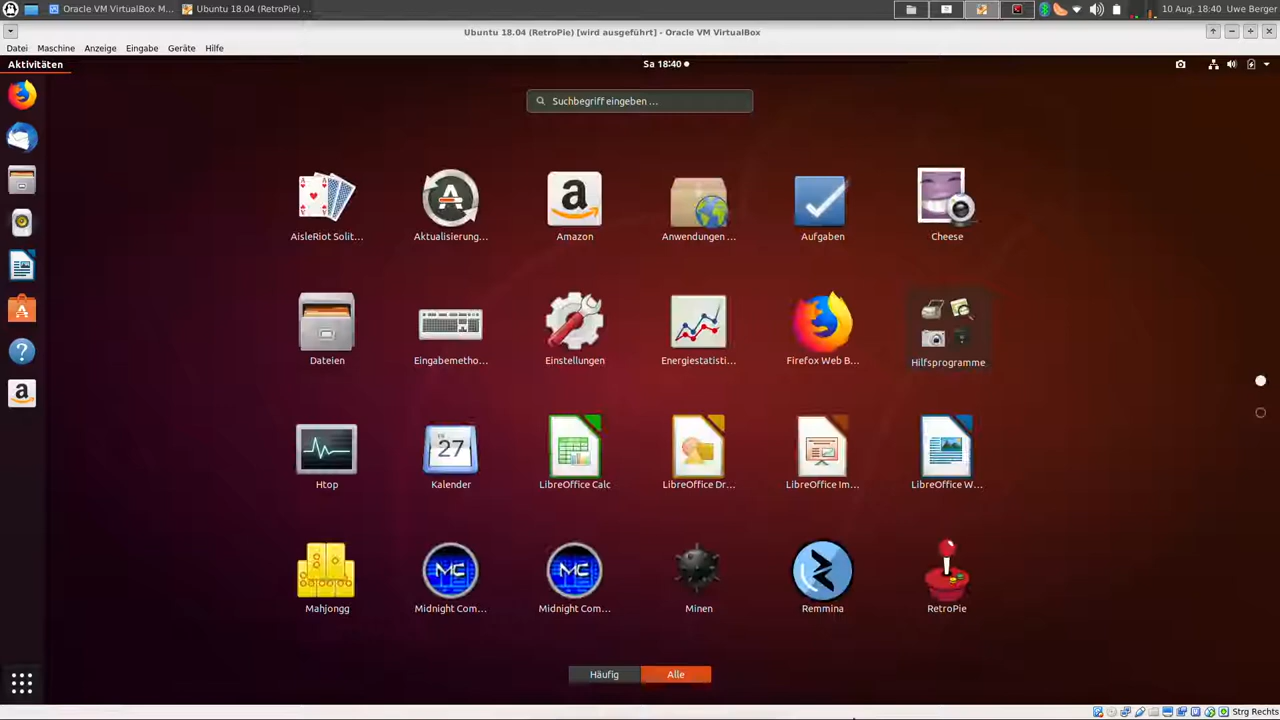 Oracle VM VirtualBox M...
Ubuntu 18.04 (RetroPie) ...
10 Aug, 18:40 Uwe Berger
Ubuntu 18.04 (RetroPie) [wird ausgeführt] - Oracle VM VirtualBox
Datei Maschine Anzeige Eingabe Geräte Hilfe
Aktivitäten
Sa 18:40
Suchbegriff eingeben ...
AisleRiot Solit...
Aktualisierung...
Amazon
Anwendungen ...
Aufgaben
Cheese
Dateien
Eingabemetho...
Einstellungen
Energiestatisti...
Firefox Web B...
Hilfsprogramme
27
Htop
Kalender
LibreOffice Calc
LibreOffice Dr...
LibreOffice Im...
LibreOffice W...
MC
MC
Mahjongg
Midnight Com...
Midnight Com...
Minen
Remmina
RetroPie
Häufig
Alle
Strg Rechts